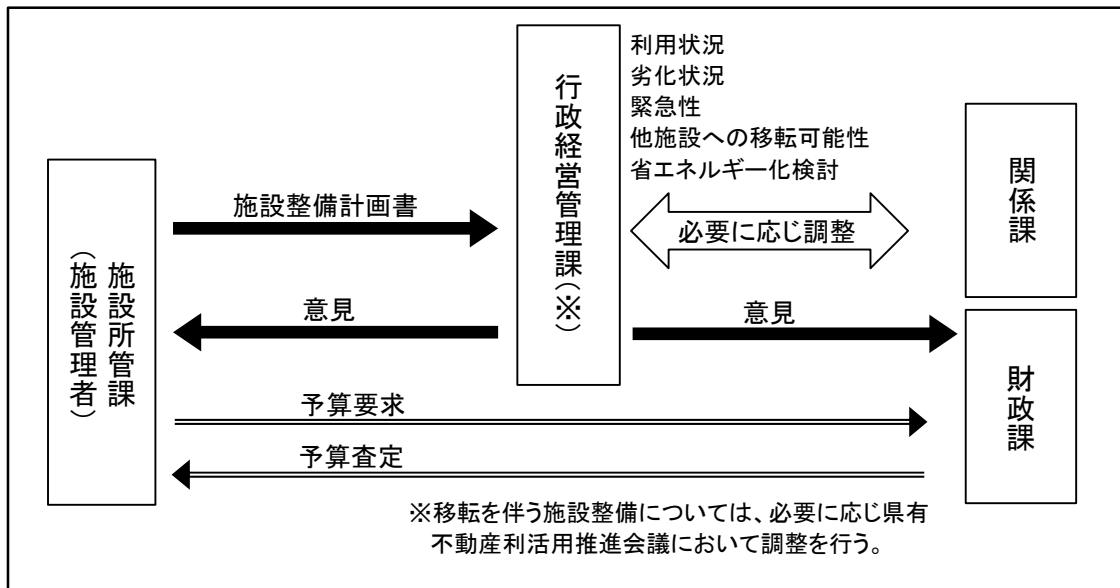 利用状況
劣化状況
緊急性
他施設への移転可能性
省エネルギー化検討
行政経営管理課(※)
関係課
施設整備計画書
必要に応じ調整
施設所管課
(施設管理者)
意見
意見
財政課
予算要求
予算査定
※移転を伴う施設整備については、必要に応じ県有
不動産利活用推進会議において調整を行う。